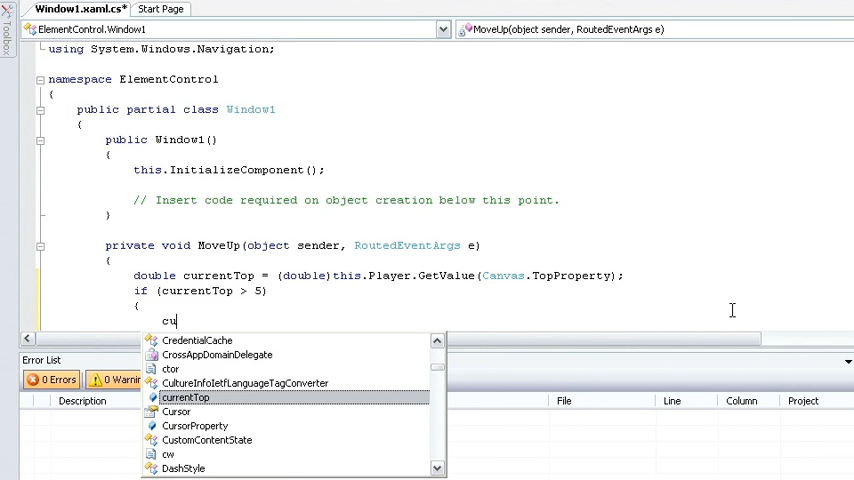 Window1.xaml.cs* Start Page
Toolbox
ElementControl.Window1 MoveUp(object sender, RoutedEventArgs e)
using System.Windows.Navigation;
namespace ElementControl
{
public partial class Window1
{
public Window1()
{
this.InitializeComponent();
// Insert code required on object creation below this point.
}
private void MoveUp(object sender, RoutedEventArgs e)
{
double currentTop = (double)this.Player.GetValue(Canvas.TopProperty);
if (currentTop > 5)
{
cu
CredentialCache
CrossAppDomainDelegate
ctor
CultureInfoIetfLanguageTagConverter
currentTop
Cursor
CursorProperty
CustomContentState
cw
DashStyle
Error List
0 Errors 0 Warnin
Description File Line Column Project